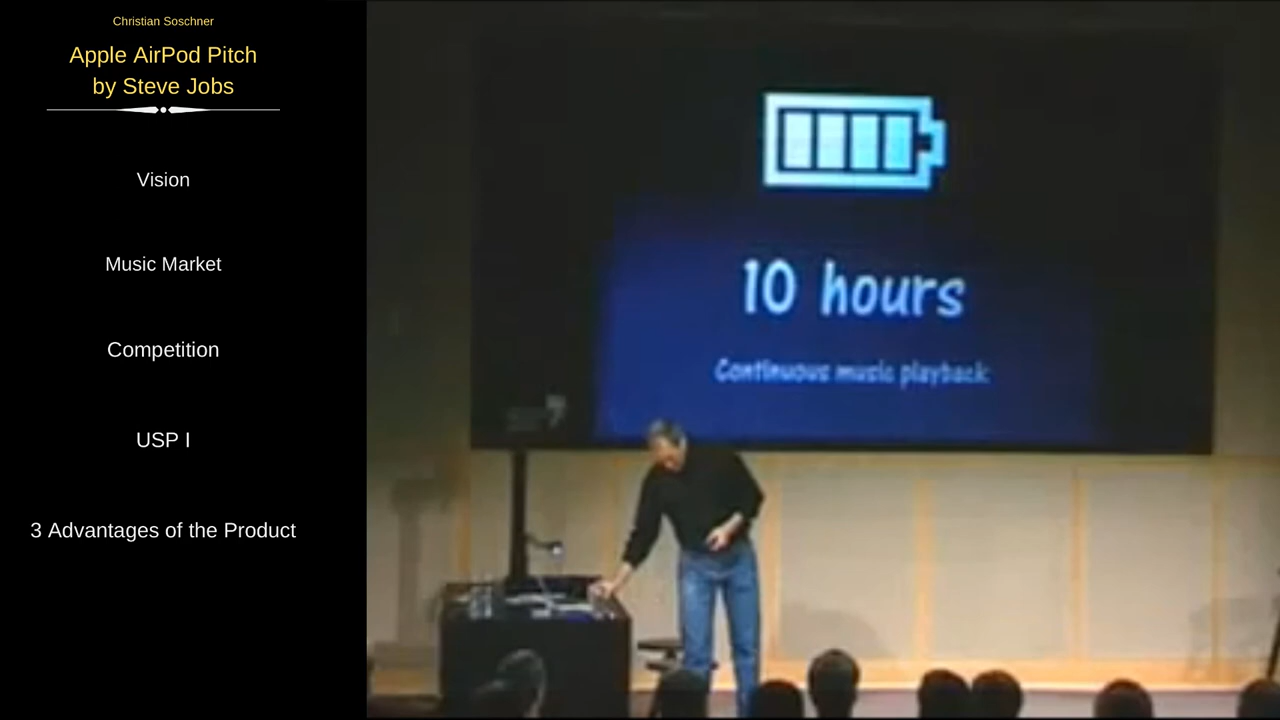 Christian Soschner
Apple AirPod Pitch
by Steve Jobs
Vision
Music Market
Competition
USP I
3 Advantages of the Product
10 hours
Continuous music playback